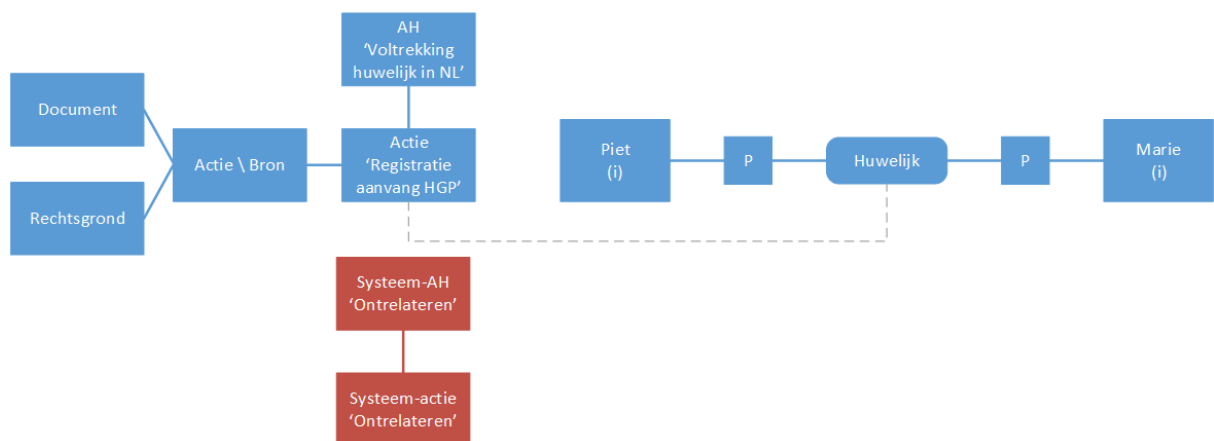 AH
‘Voltrekking
huwelijk in NL’
Document
Actie \ Bron
Rechtsgrond
Actie
‘Registratie
aanvang HGP’
Piet
(i)
P
Huwelijk
P
Marie
(i)
Systeem-AH
‘Ontrelateren’
Systeem-actie
‘Ontrelateren’